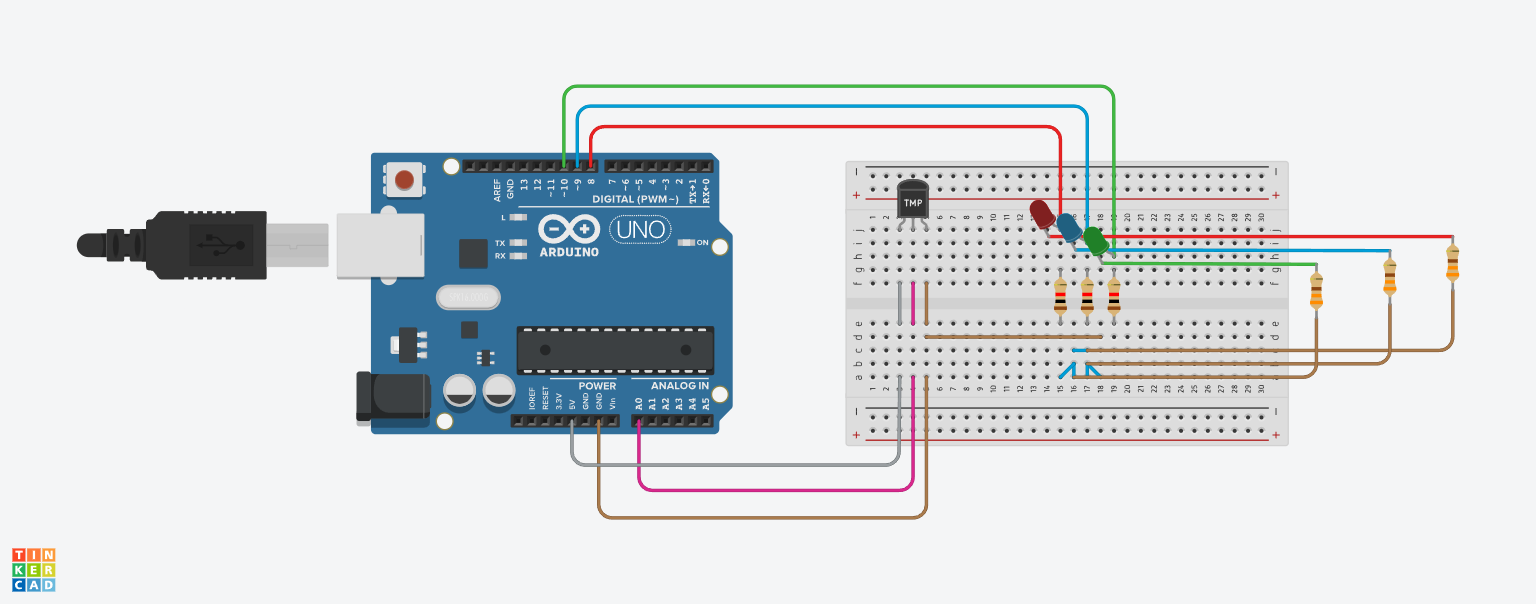 AREF
GND
13
12
~11
~10
~9
8
7
~6
~5
4
~3
2
TX→1
RX←0
DIGITAL (PWM~)
L
TX
RX
ARDUINO
UNO
ON
IOREF
RESET
3.3V
5V
GND
GND
Vin
POWER
ANALOG IN
A0
A1
A2
A3
A4
A5
TMP
1 2 3 4 5 6 7 8 9 10 11 12 13 14 15 16 17 18 19 20 21 22 23 24 25 26 27 28 29 30
j
i
h
g
f
e
d
c
b
a
TIN
KER
CAD